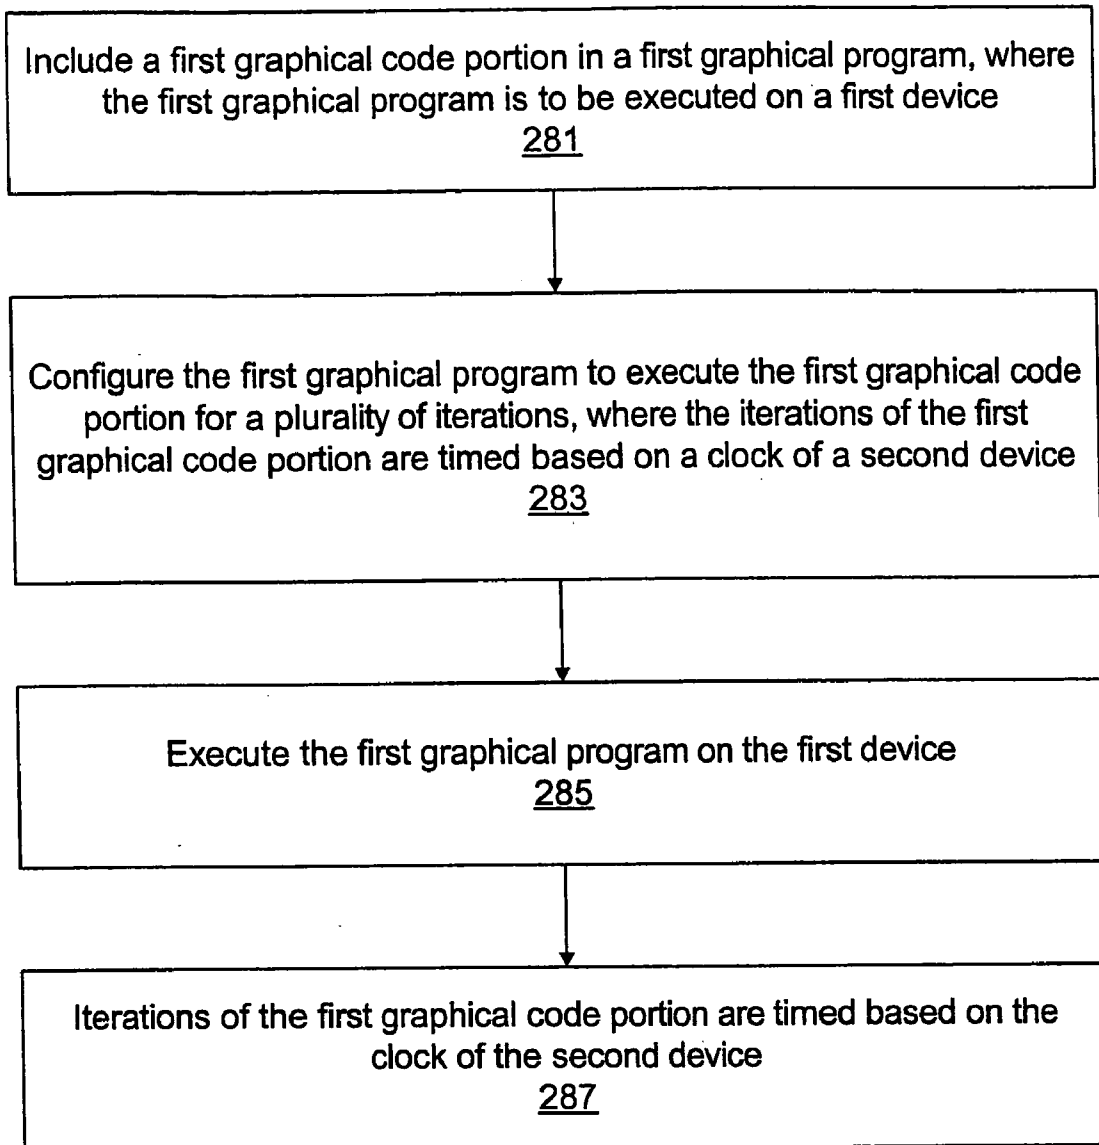 Include a first graphical code portion in a first graphical program, where
the first graphical program is to be executed on a first device
281
Configure the first graphical program to execute the first graphical code
portion for a plurality of iterations, where the iterations of the first
graphical code portion are timed based on a clock of a second device
283
Execute the first graphical program on the first device
285
Iterations of the first graphical code portion are timed based on the
clock of the second device
287